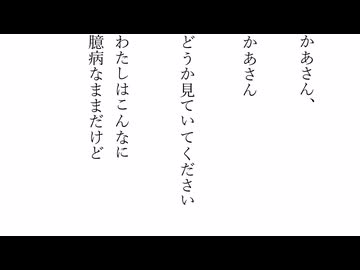 かあさん、
かあさん
どうか見ていてください
わたしはこんなに
臆病なままだけど